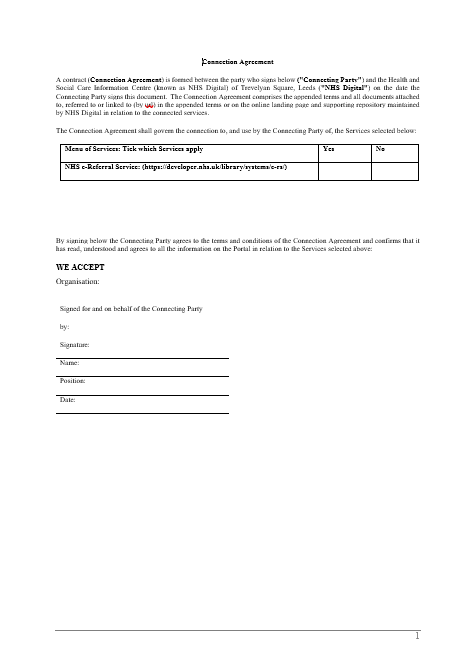 Connection Agreement
A contract (Connection Agreement) is formed between the party who signs below ("Connecting Party") and the Health and
Social Care Information Centre (known as NHS Digital) of Trevelyan Square, Leeds ("NHS Digital") on the date the
Connecting Party signs this document. The Connection Agreement comprises the appended terms and all documents attached
to, referred to or linked to (by url) in the appended terms or on the online landing page and supporting repository maintained
by NHS Digital in relation to the connected services.
The Connection Agreement shall govern the connection to, and use by the Connecting Party of, the Services selected below:
Menu of Services: Tick which Services apply Yes No
NHS e-Referral Service: (https://developer.nhs.uk/library/systems/e-rs/)
By signing below the Connecting Party agrees to the terms and conditions of the Connection Agreement and confirms that it
has read, understood and agrees to all the information on the Portal in relation to the Services selected above:
WE ACCEPT
Organisation:
Signed for and on behalf of the Connecting Party
by:
Signature:
Name:
Position:
Date:
1